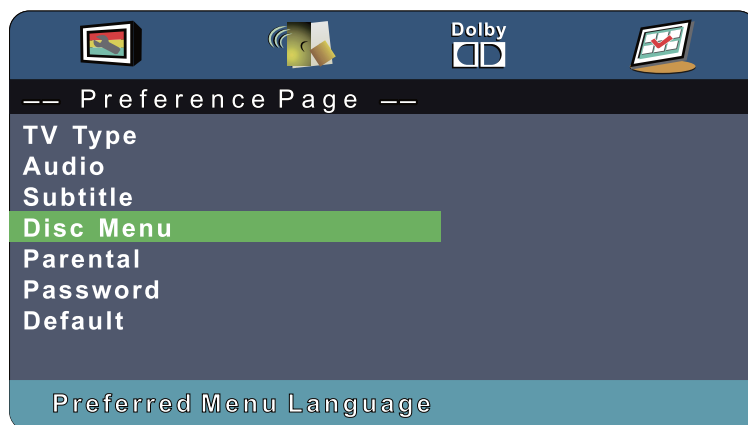 Dolby
-- Preference Page --
TV Type
Audio
Subtitle
Disc Menu
Parental
Password
Default
Preferred Menu Language